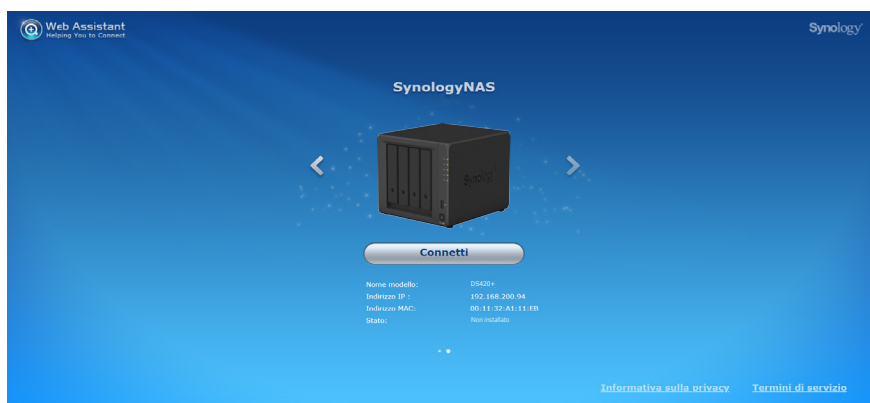 Web Assistant
Helping You to Connect
Synology
SynologyNAS
Synology
Connetti
Nome modello: DS420+
Indirizzo IP : 192.168.200.94
Indirizzo MAC: 00:11:32:A1:11:EB
Stato: Non installato
Informativa sulla privacy Termini di servizio